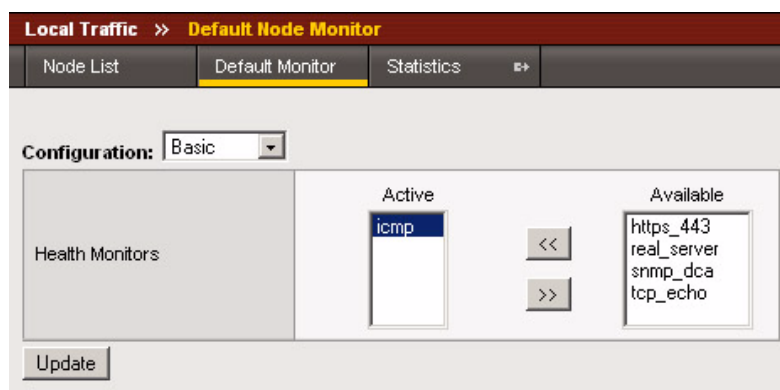 Local Traffic >> Default Node Monitor
Node List Default Monitor Statistics
Configuration: Basic
Active Available
Health Monitors
icmp
<<
>>
https_443
real_server
snmp_dca
tcp_echo
Update